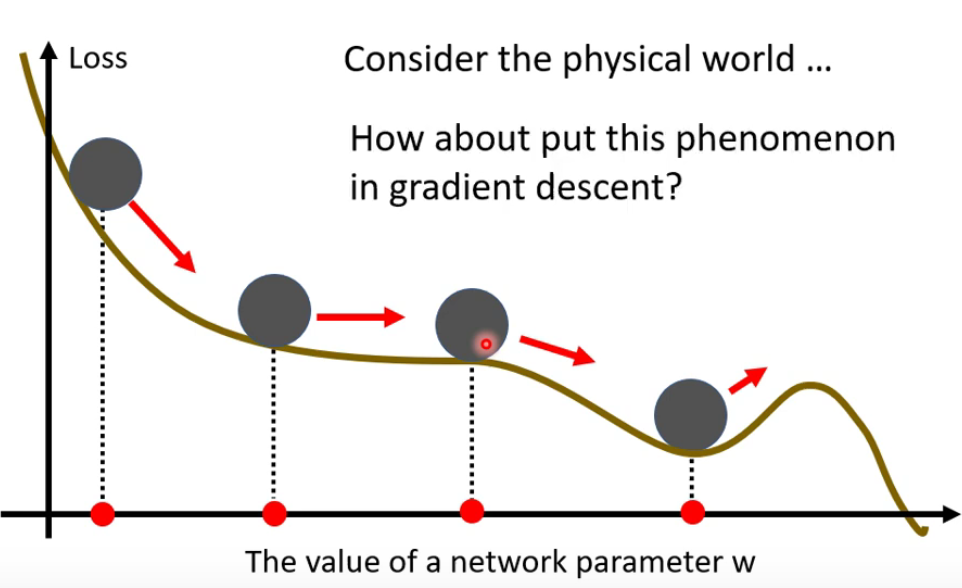 Loss
Consider the physical world ...
How about put this phenomenon
in gradient descent?
The value of a network parameter w